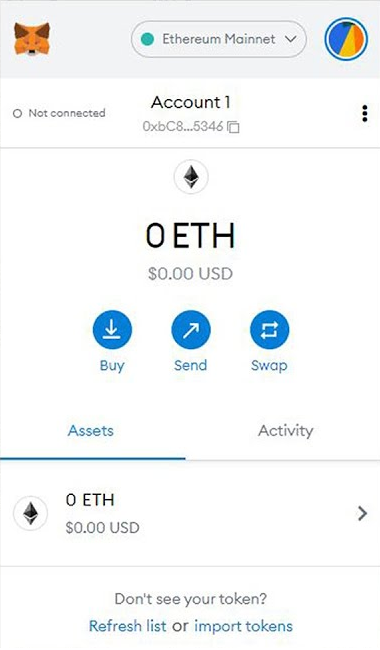 Ethereum Mainnet
Not connected
Account 1
0xbC8...5346
0 ETH
$0.00 USD
Buy Send Swap
Assets Activity
0 ETH
$0.00 USD
Don't see your token?
Refresh list or import tokens